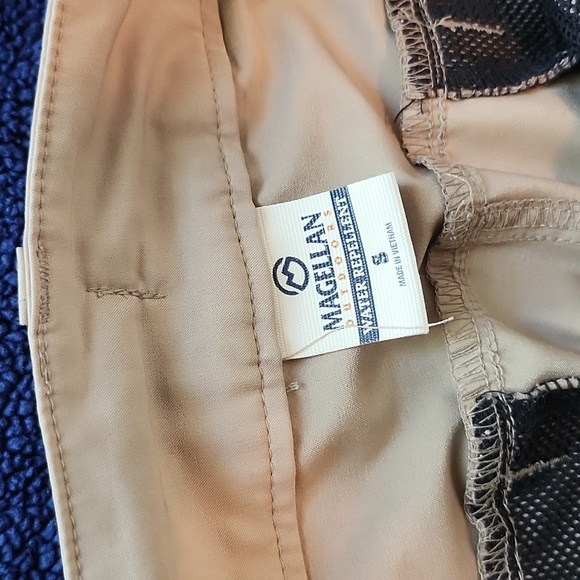 MAGELLAN
OUTDOORS
WATER REPELLENT
S
MADE IN VIETNAM